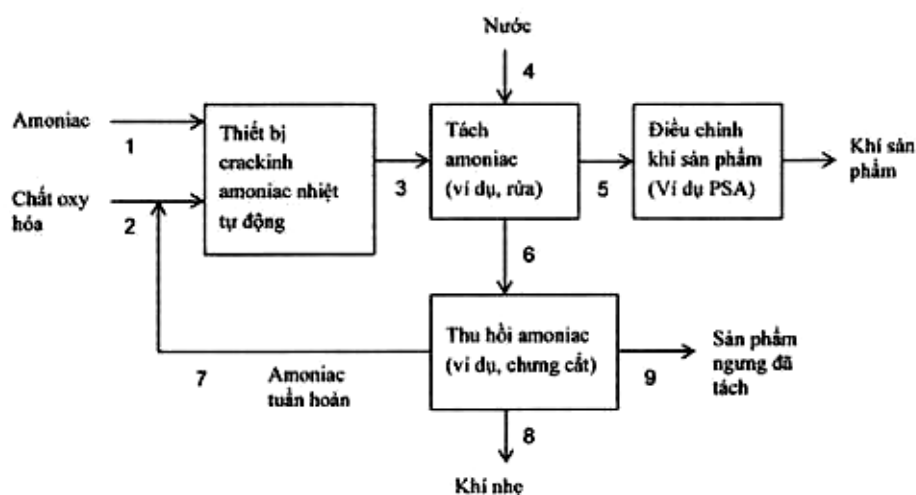 Nước
4
Amoniac
1
Chất oxy
hóa
2
Thiết bị
crackinh
amoniac nhiệt
tự động
3
Tách
amoniac
(ví dụ, rửa)
5
Điều chỉnh
khí sản phẩm
(Ví dụ PSA)
Khí sản
phẩm
6
Thu hồi amoniac
(ví dụ, chưng cất)
7
Amoniac
tuần hoàn
9
Sản phẩm
ngưng đã
tách
8
Khí nhẹ